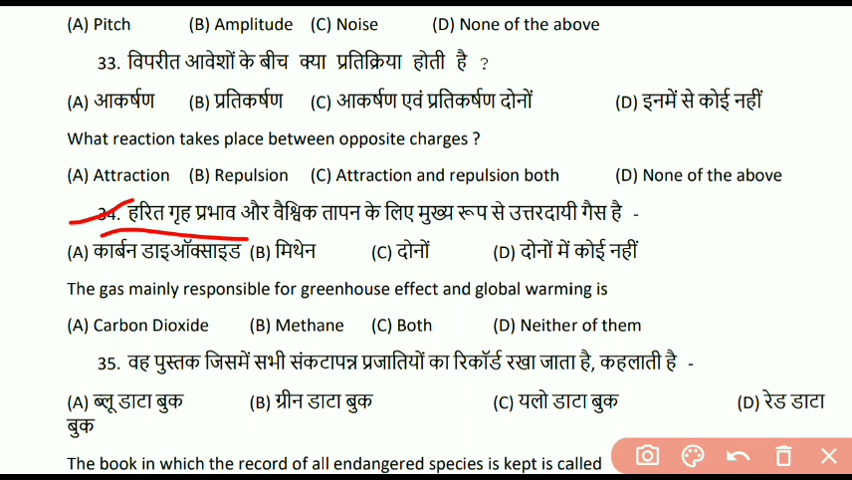 (A) Pitch (B) Amplitude (C) Noise (D) None of the above
33. विपरीत आवेशों के बीच क्या प्रतिक्रिया होती है ?
(A) आकर्षण (B) प्रतिकर्षण (C) आकर्षण एवं प्रतिकर्षण दोनों (D) इनमें से कोई नहीं
What reaction takes place between opposite charges ?
(A) Attraction (B) Repulsion (C) Attraction and repulsion both (D) None of the above
34. हरित गृह प्रभाव और वैश्विक तापन के लिए मुख्य रूप से उत्तरदायी गैस है -
(A) कार्बन डाइऑक्साइड (B) मिथेन (C) दोनों (D) दोनों में कोई नहीं
The gas mainly responsible for greenhouse effect and global warming is
(A) Carbon Dioxide (B) Methane (C) Both (D) Neither of them
35. वह पुस्तक जिसमें सभी संकटापन्न प्रजातियों का रिकॉर्ड रखा जाता है, कहलाती है -
(A) ब्लू डाटा बुक (B) ग्रीन डाटा बुक (C) यलो डाटा बुक (D) रेड डाटा
बुक
The book in which the record of all endangered species is kept is called